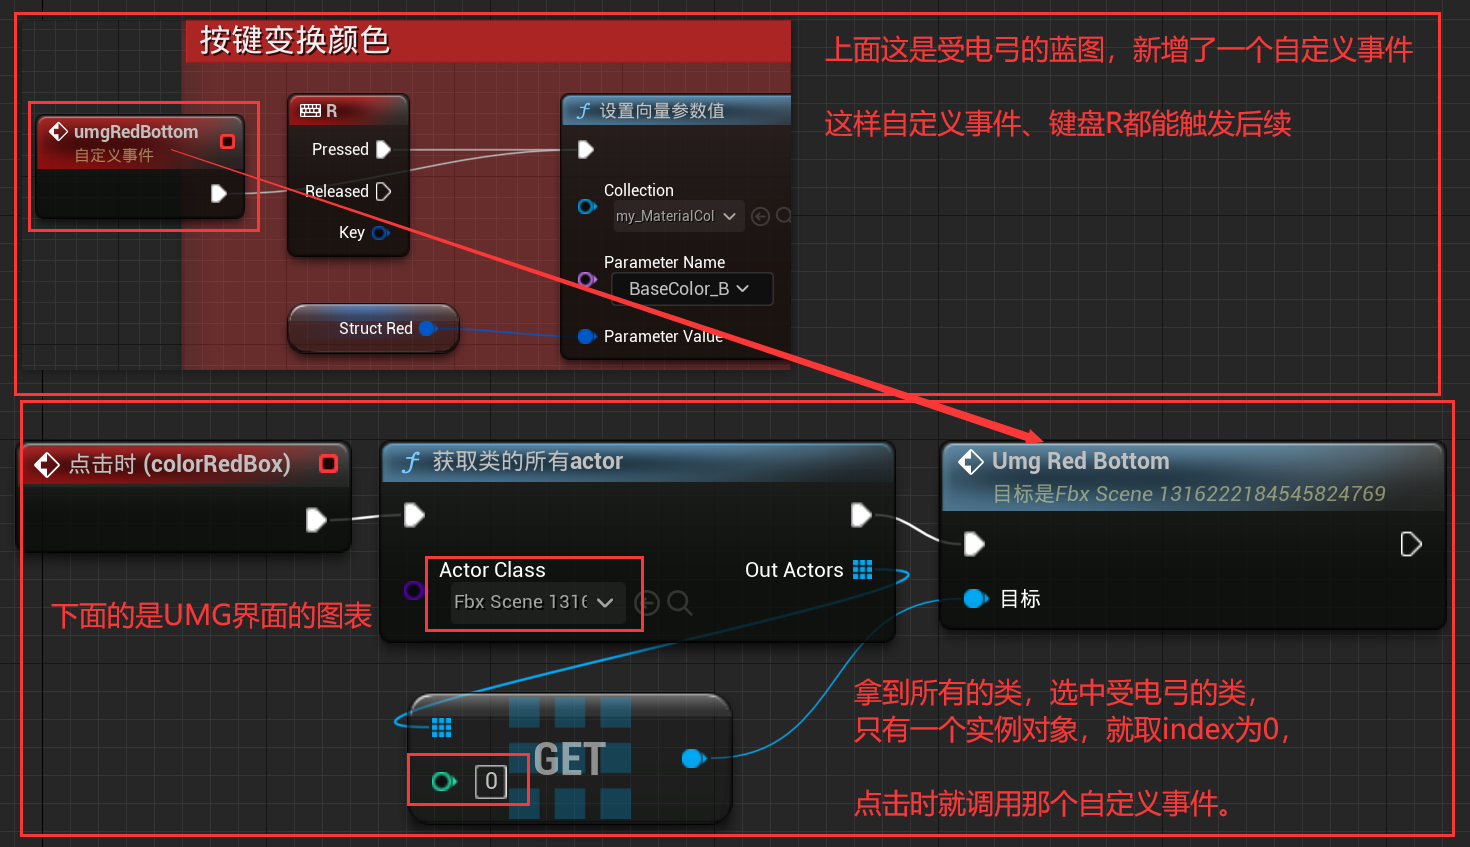 按键变换颜色
上面这是受电弓的蓝图，新增了一个自定义事件
这样自定义事件、键盘R都能触发后续
umgRedBottom
自定义事件
R
Pressed
Released
Key
Struct Red
设置向量参数值
Collection
my_MaterialCol
Parameter Name
BaseColor_B
Parameter Value
点击时 (colorRedBox)
获取类的所有actor
Actor Class
Fbx Scene 1316
Out Actors
Umg Red Bottom
目标是Fbx Scene 1316222184545824769
目标
下面的是UMG界面的图表
GET
0
拿到所有的类，选中受电弓的类，
只有一个实例对象，就取index为0，
点击时就调用那个自定义事件。